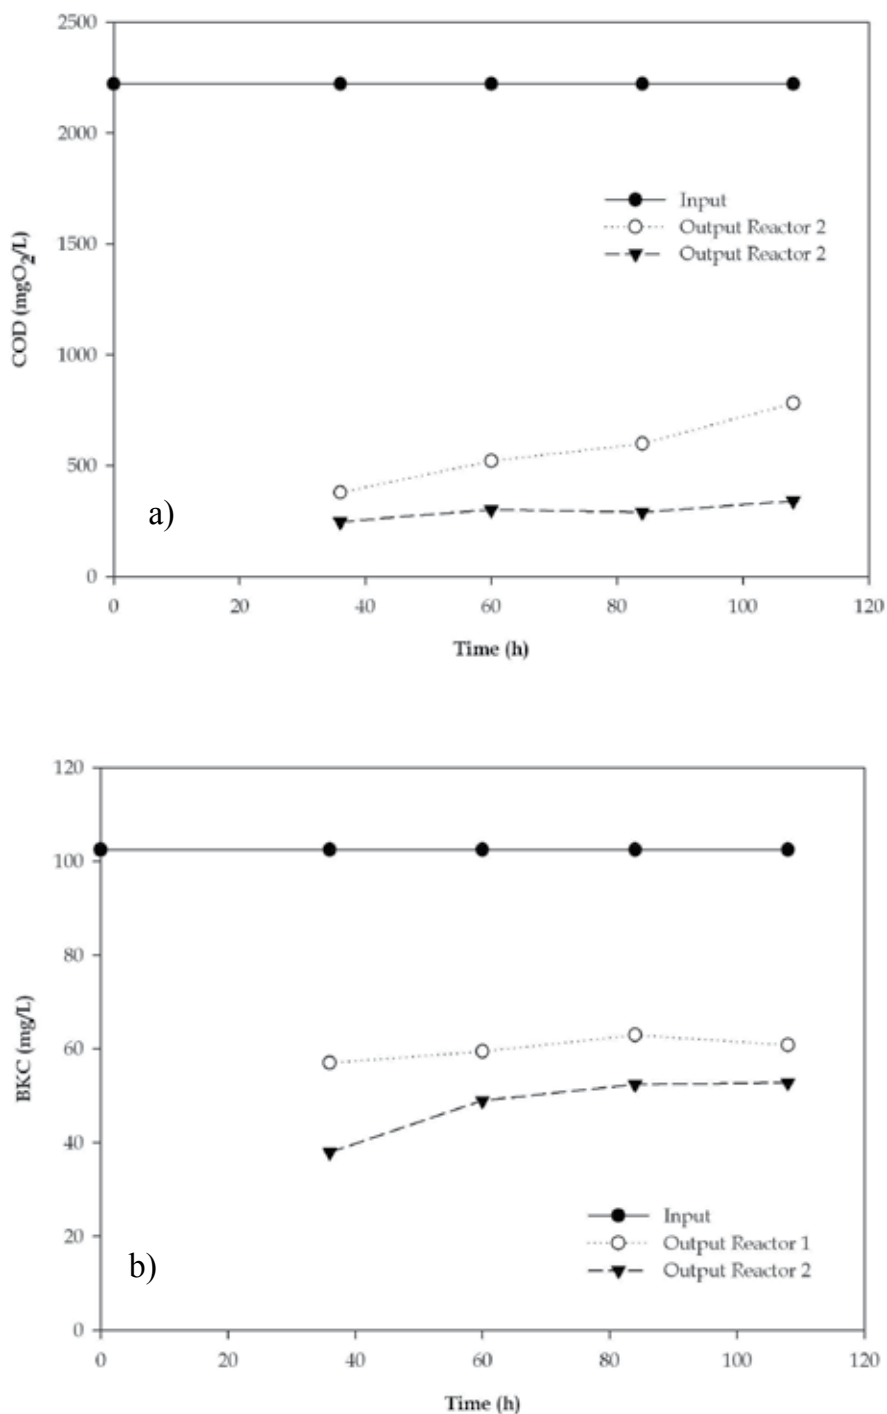 2500
2000
1500
1000
500
0
COD (mgO2/L)
Input
Output Reactor 2
Output Reactor 2
a)
0 20 40 60 80 100 120
Time (h)
120
100
80
60
40
20
0
BKC (mg/L)
Input
Output Reactor 1
Output Reactor 2
b)
0 20 40 60 80 100 120
Time (h)